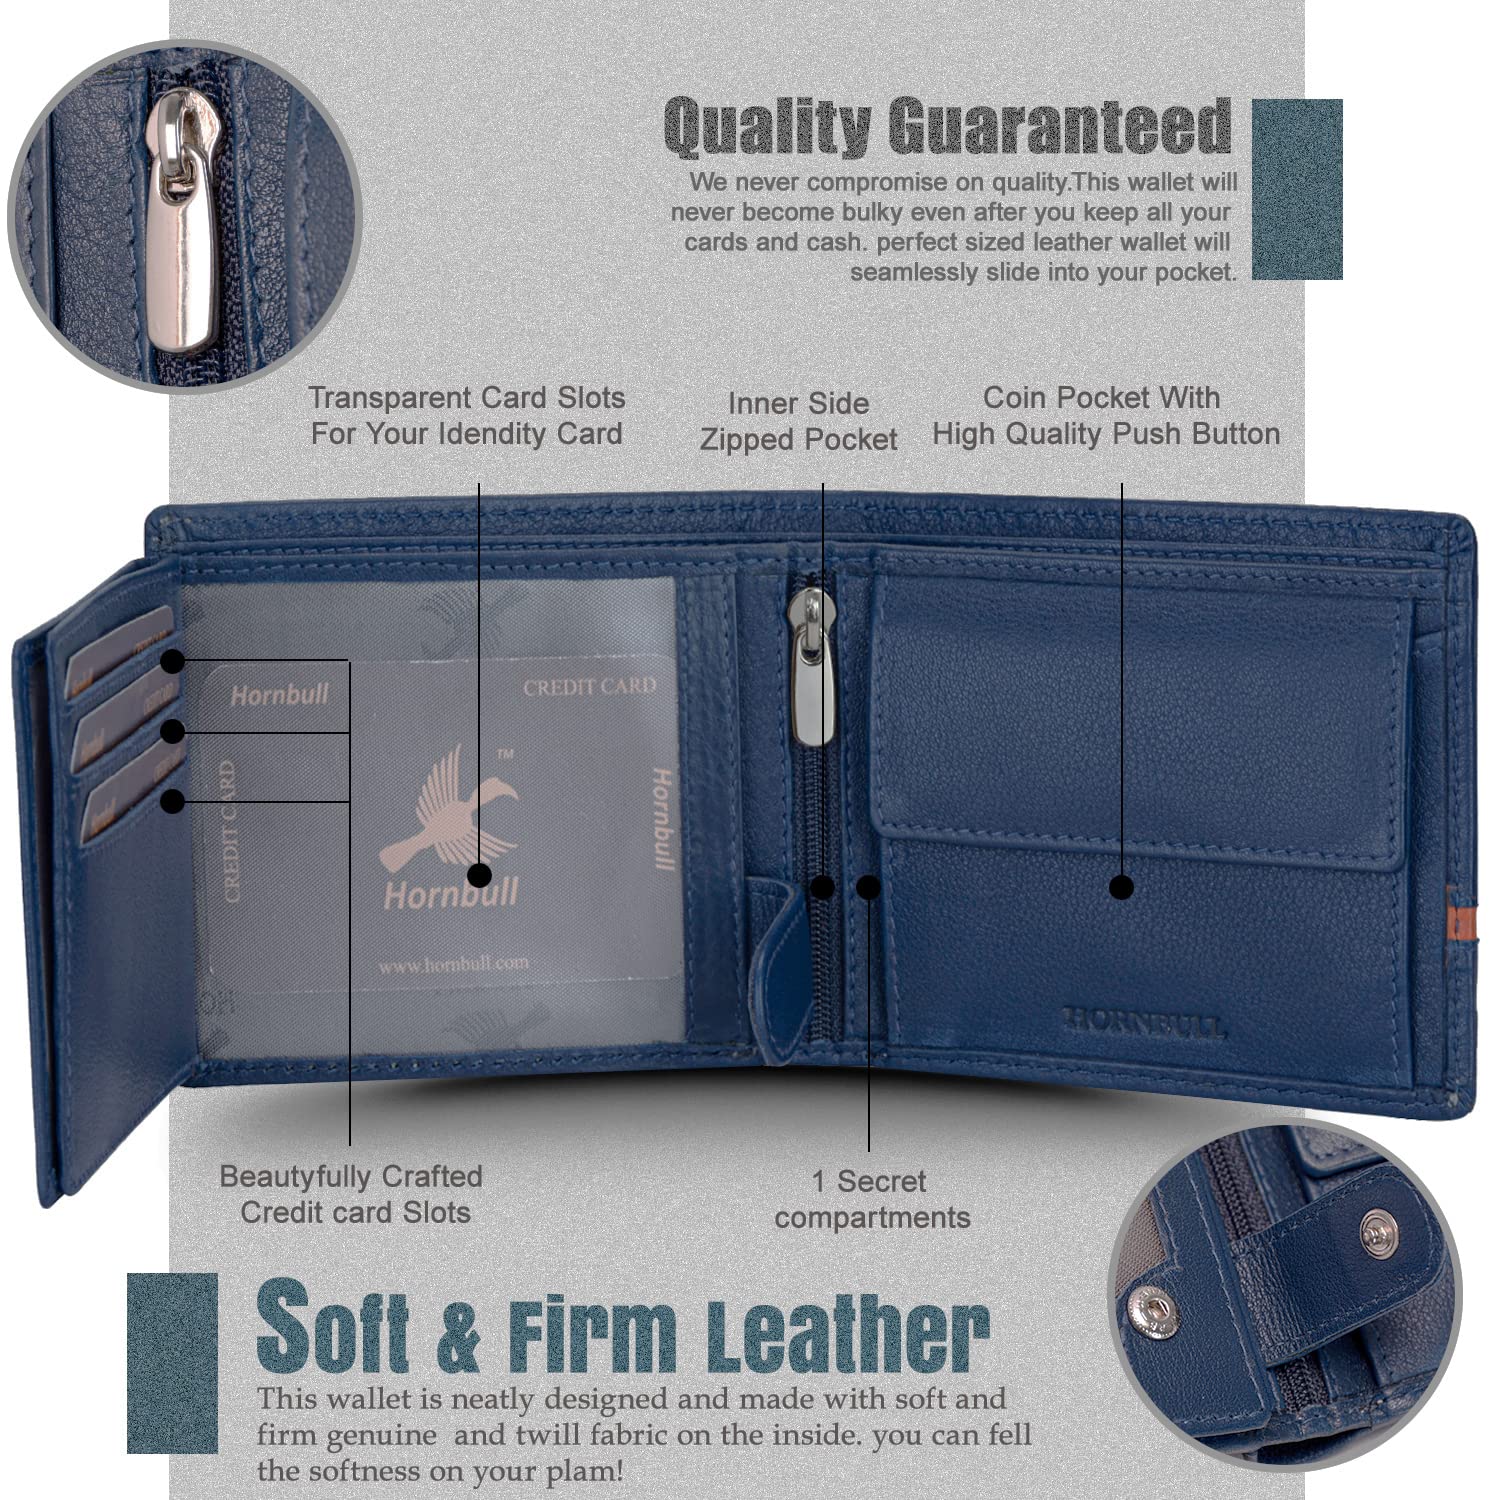 Quality Guaranteed
We never compromise on quality.This wallet will
never become bulky even after you keep all your
cards and cash. perfect sized leather wallet will
seamlessly slide into your pocket.
Transparent Card Slots
For Your Idendity Card
Inner Side
Zipped Pocket
Coin Pocket With
High Quality Push Button
Hornbull
CREDIT CARD
CREDIT CARD
Hornbull
™
Hornbull
www.hornbull.com
HORNBULL
Beautyfully Crafted
Credit card Slots
1 Secret
compartments
Soft & Firm Leather
This wallet is neatly designed and made with soft and
firm genuine and twill fabric on the inside. you can fell
the softness on your plam!